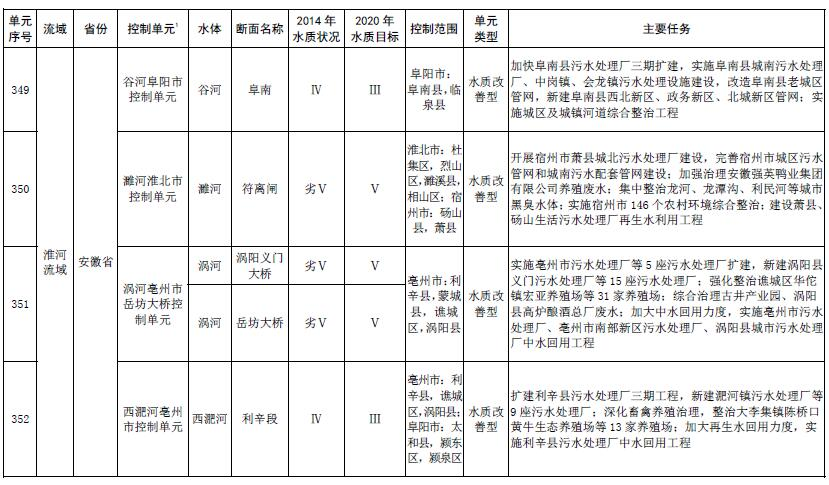 单元 序号 流域 省份 控制单元¹ 水体 断面名称 2014 年 水质状况 2020 年 水质目标 控制范围 单元 类型 主要任务
349
淮河
流域
安徽省
谷河阜阳市
控制单元
谷河
阜南
Ⅳ
Ⅲ
阜阳市：
阜南县，临
泉县
水质改
善型
加快阜南县污水处理厂三期扩建，实施阜南县城南污水处理
厂、中岗镇、会龙镇污水处理设施建设，改造阜南县老城区
管网，新建阜南县西北新区、政务新区、北城新区管网；实
施城区及城镇河道综合整治工程
350
濉河淮北市
控制单元
濉河
符离闸
劣Ⅴ
Ⅴ
淮北市：杜
集区，烈山
区，濉溪县，
相山区；宿
州市：砀山
县，萧县
水质改
善型
开展宿州市萧县城北污水处理厂建设，完善宿州市城区污水
管网和城南污水配套管网建设；加强治理安徽强英鸭业集团
有限公司养殖废水；集中整治龙河、龙潭沟、利民河等城市
黑臭水体；实施宿州市 146 个农村环境综合整治；建设萧县、
砀山生活污水处理厂再生水利用工程
351
涡河亳州市
岳坊大桥控
制单元
涡河
涡阳义门
大桥
劣Ⅴ
Ⅴ
涡河
岳坊大桥
劣Ⅴ
Ⅴ
亳州市：利
辛县，蒙城
县，谯城
区，涡阳县
水质改
善型
实施亳州市污水处理厂等 5 座污水处理厂扩建，新建涡阳县
义门污水处理厂等 15 座污水处理厂；强化整治谯城区华佗
镇宏亚养殖场等 31 家养殖场；综合治理古井产业园、涡阳
县高炉酿酒总厂废水；加大中水回用力度，实施亳州市污水
处理厂、亳州市南部新区污水处理厂、涡阳县城市污水处理
厂中水回用工程
352
西淝河亳州
市控制单元
西淝河
利辛段
Ⅳ
Ⅲ
亳州市：利
辛县，谯城
区，涡阳县；
阜阳市：太
和县，颍东
区，颍泉区
水质改
善型
扩建利辛县污水处理厂三期工程，新建淝河镇污水处理厂等
9 座污水处理厂；深化畜禽养殖治理，整治大李集镇陈桥口
黄牛生态养殖场等 13 家养殖场；加大再生水回用力度，实
施利辛县污水处理厂中水回用工程